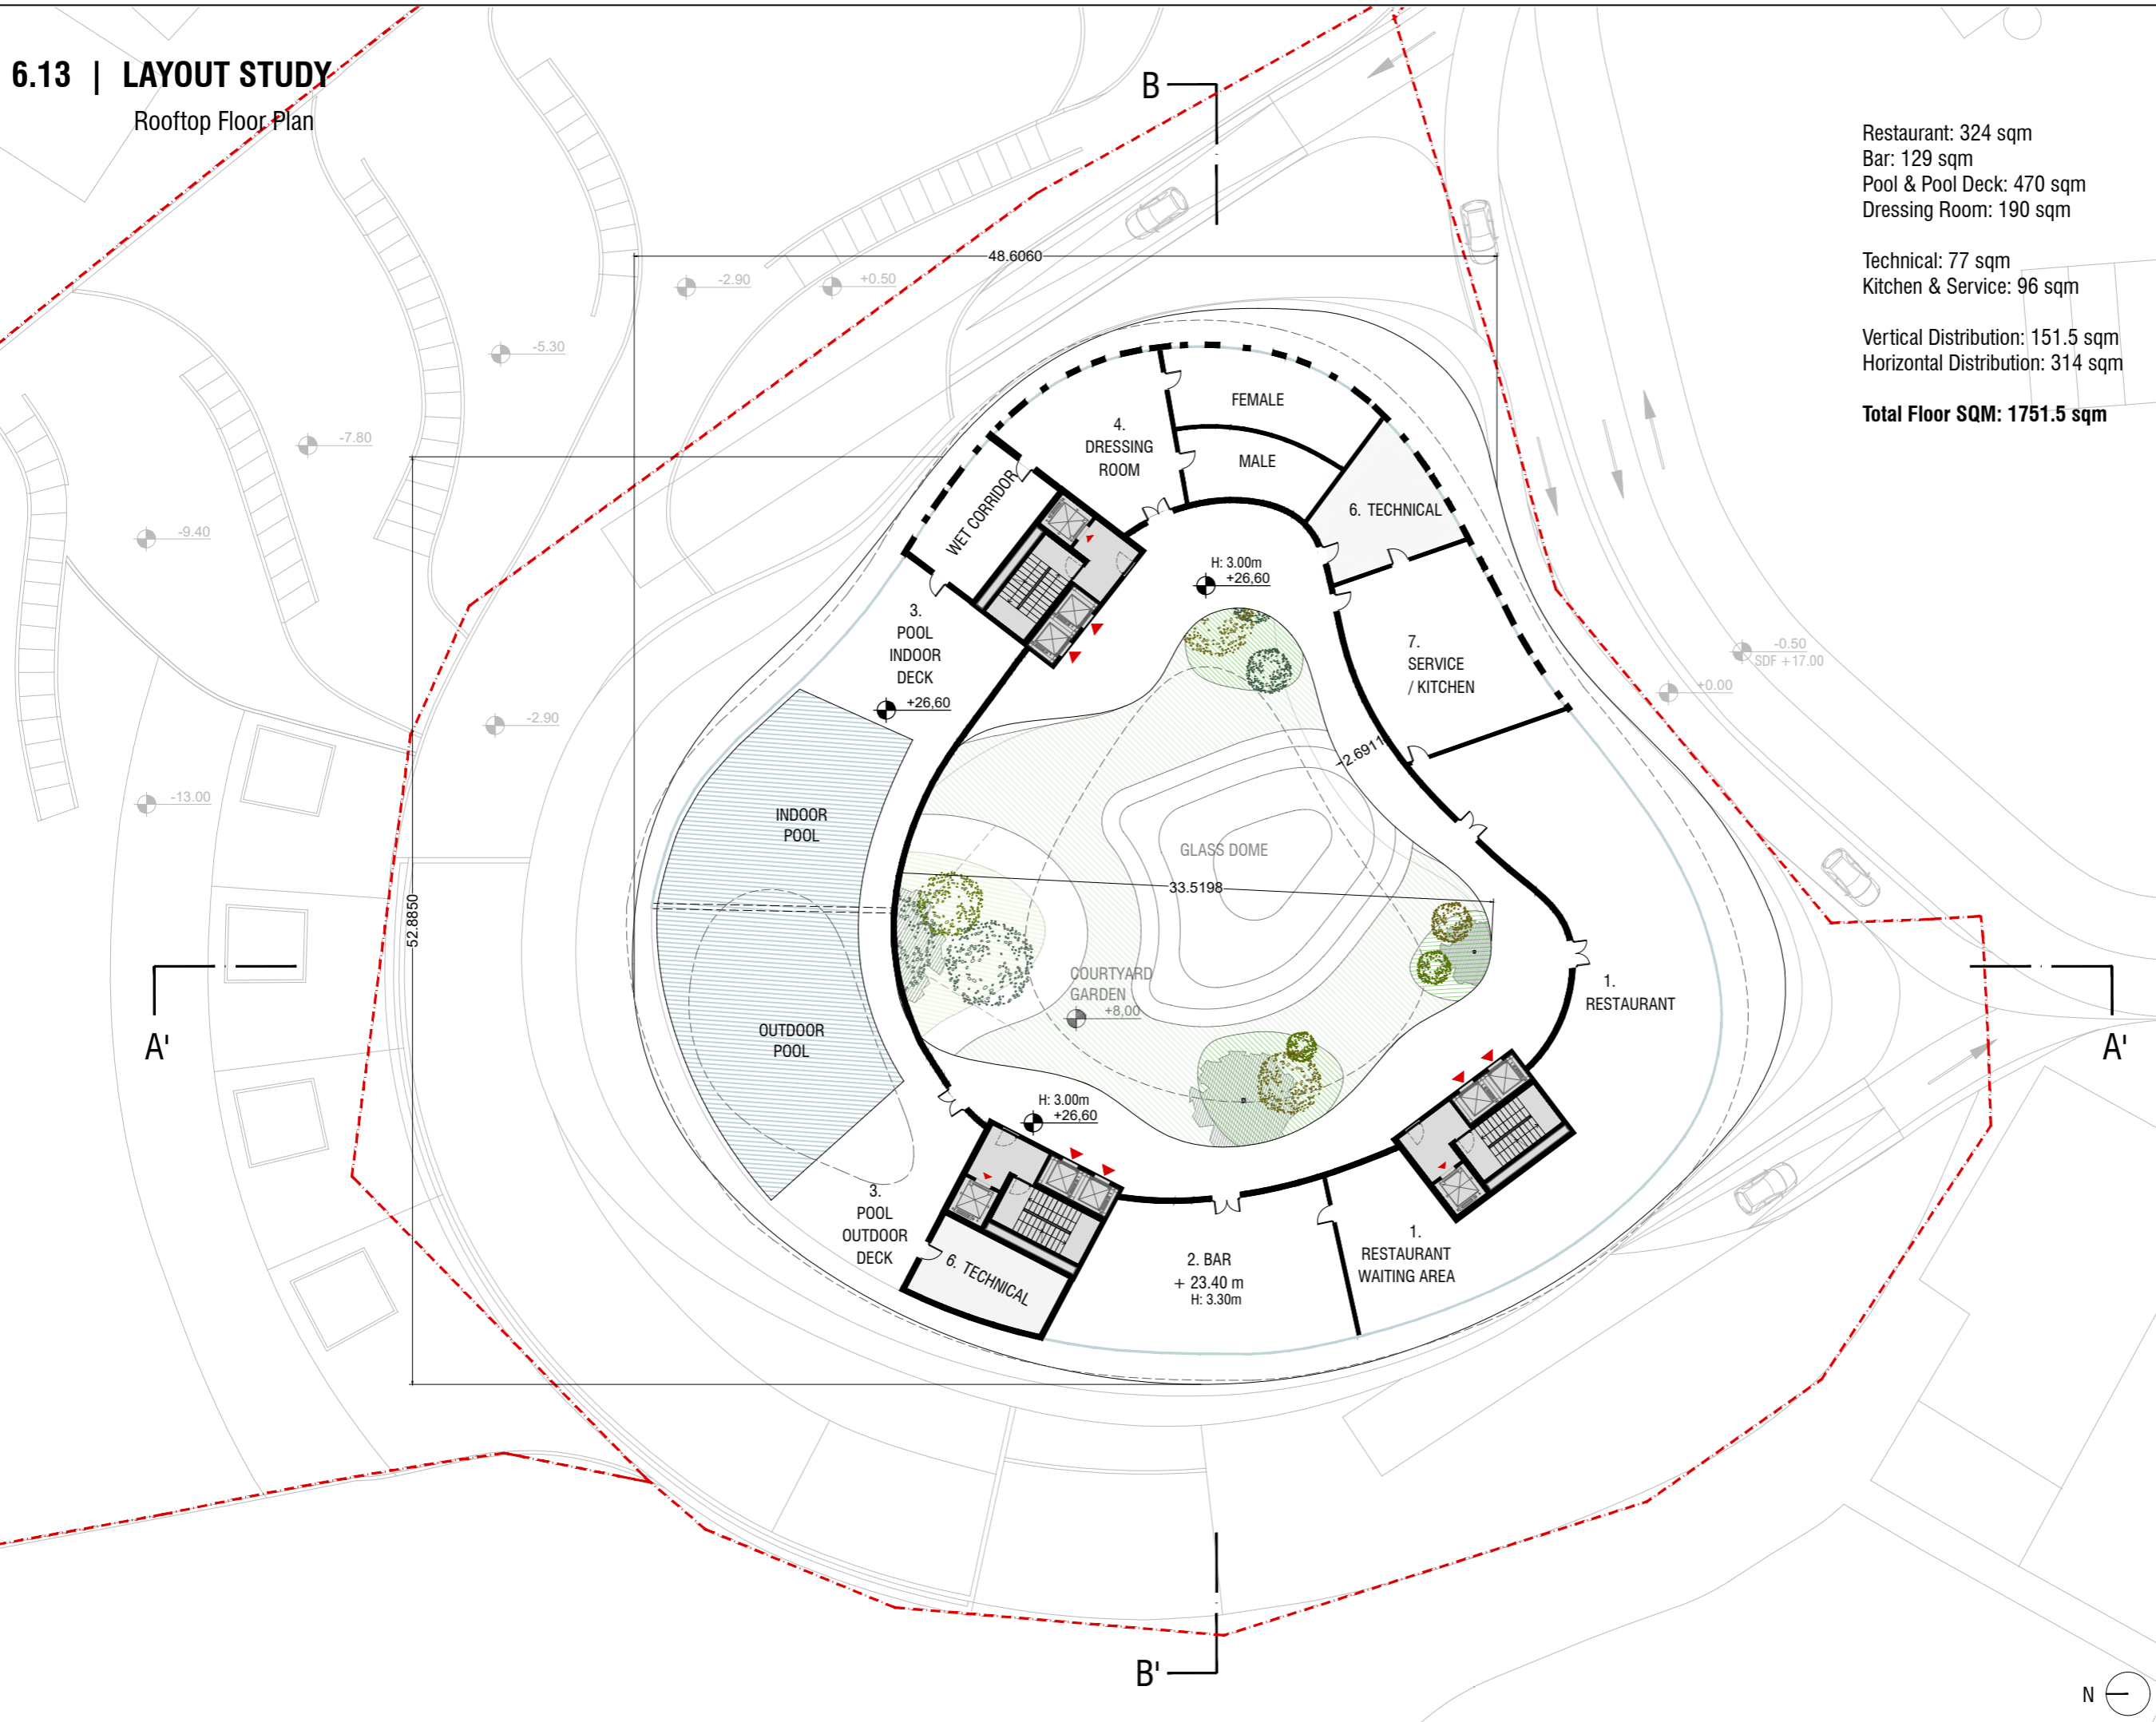 6.13 | LAYOUT STUDY
Rooftop Floor Plan
B
Restaurant: 324 sqm
Bar: 129 sqm
Pool & Pool Deck: 470 sqm
Dressing Room: 190 sqm
Technical: 77 sqm
Kitchen & Service: 96 sqm
Vertical Distribution: 151.5 sqm
Horizontal Distribution: 314 sqm
Total Floor SQM: 1751.5 sqm
48.6060
-2.90
+0.50
-5.30
-7.80
-9.40
-2.90
-13.00
52.8850
FEMALE
4.
DRESSING
ROOM
MALE
WET CORRIDOR
6. TECHNICAL
H: 3.00m
+26,60
3.
POOL
INDOOR
DECK
+26,60
7.
SERVICE
/ KITCHEN
-0.50
SDF +17.00
+0.00
2.6911
INDOOR
POOL
GLASS DOME
33.5198
COURTYARD
GARDEN
+8,00
OUTDOOR
POOL
1.
RESTAURANT
A'
A'
H: 3.00m
+26,60
3.
POOL
OUTDOOR
DECK
6. TECHNICAL
2. BAR
+ 23.40 m
H: 3.30m
1.
RESTAURANT
WAITING AREA
B'
N